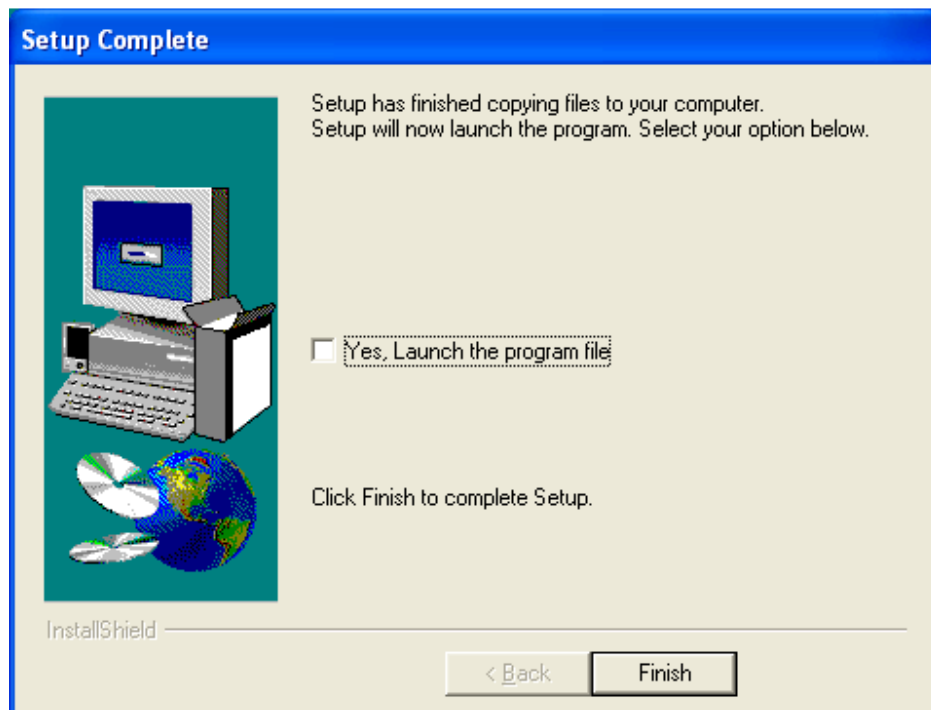 Setup Complete
Setup has finished copying files to your computer.
Setup will now launch the program. Select your option below.
Yes, Launch the program file
Click Finish to complete Setup.
InstallShield
< Back
Finish